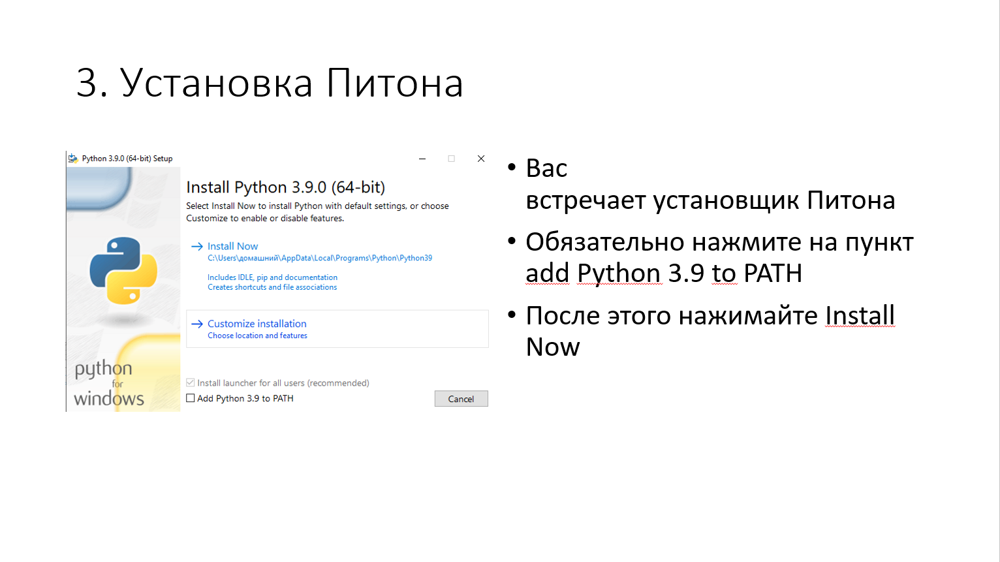 3. Установка Питона
Python 3.9.0 (64-bit) Setup
Install Python 3.9.0 (64-bit)
Select Install Now to install Python with default settings, or choose
Customize to enable or disable features.
Install Now
C:\Users\домашний\AppData\Local\Programs\Python\Python39
Includes IDLE, pip and documentation
Creates shortcuts and file associations
Customize installation
Choose location and features
python
for
windows
Install launcher for all users (recommended)
Add Python 3.9 to PATH
Cancel
• Вас
встречает установщик Питона
• Обязательно нажмите на пункт
add Python 3.9 to PATH
• После этого нажимайте Install
Now